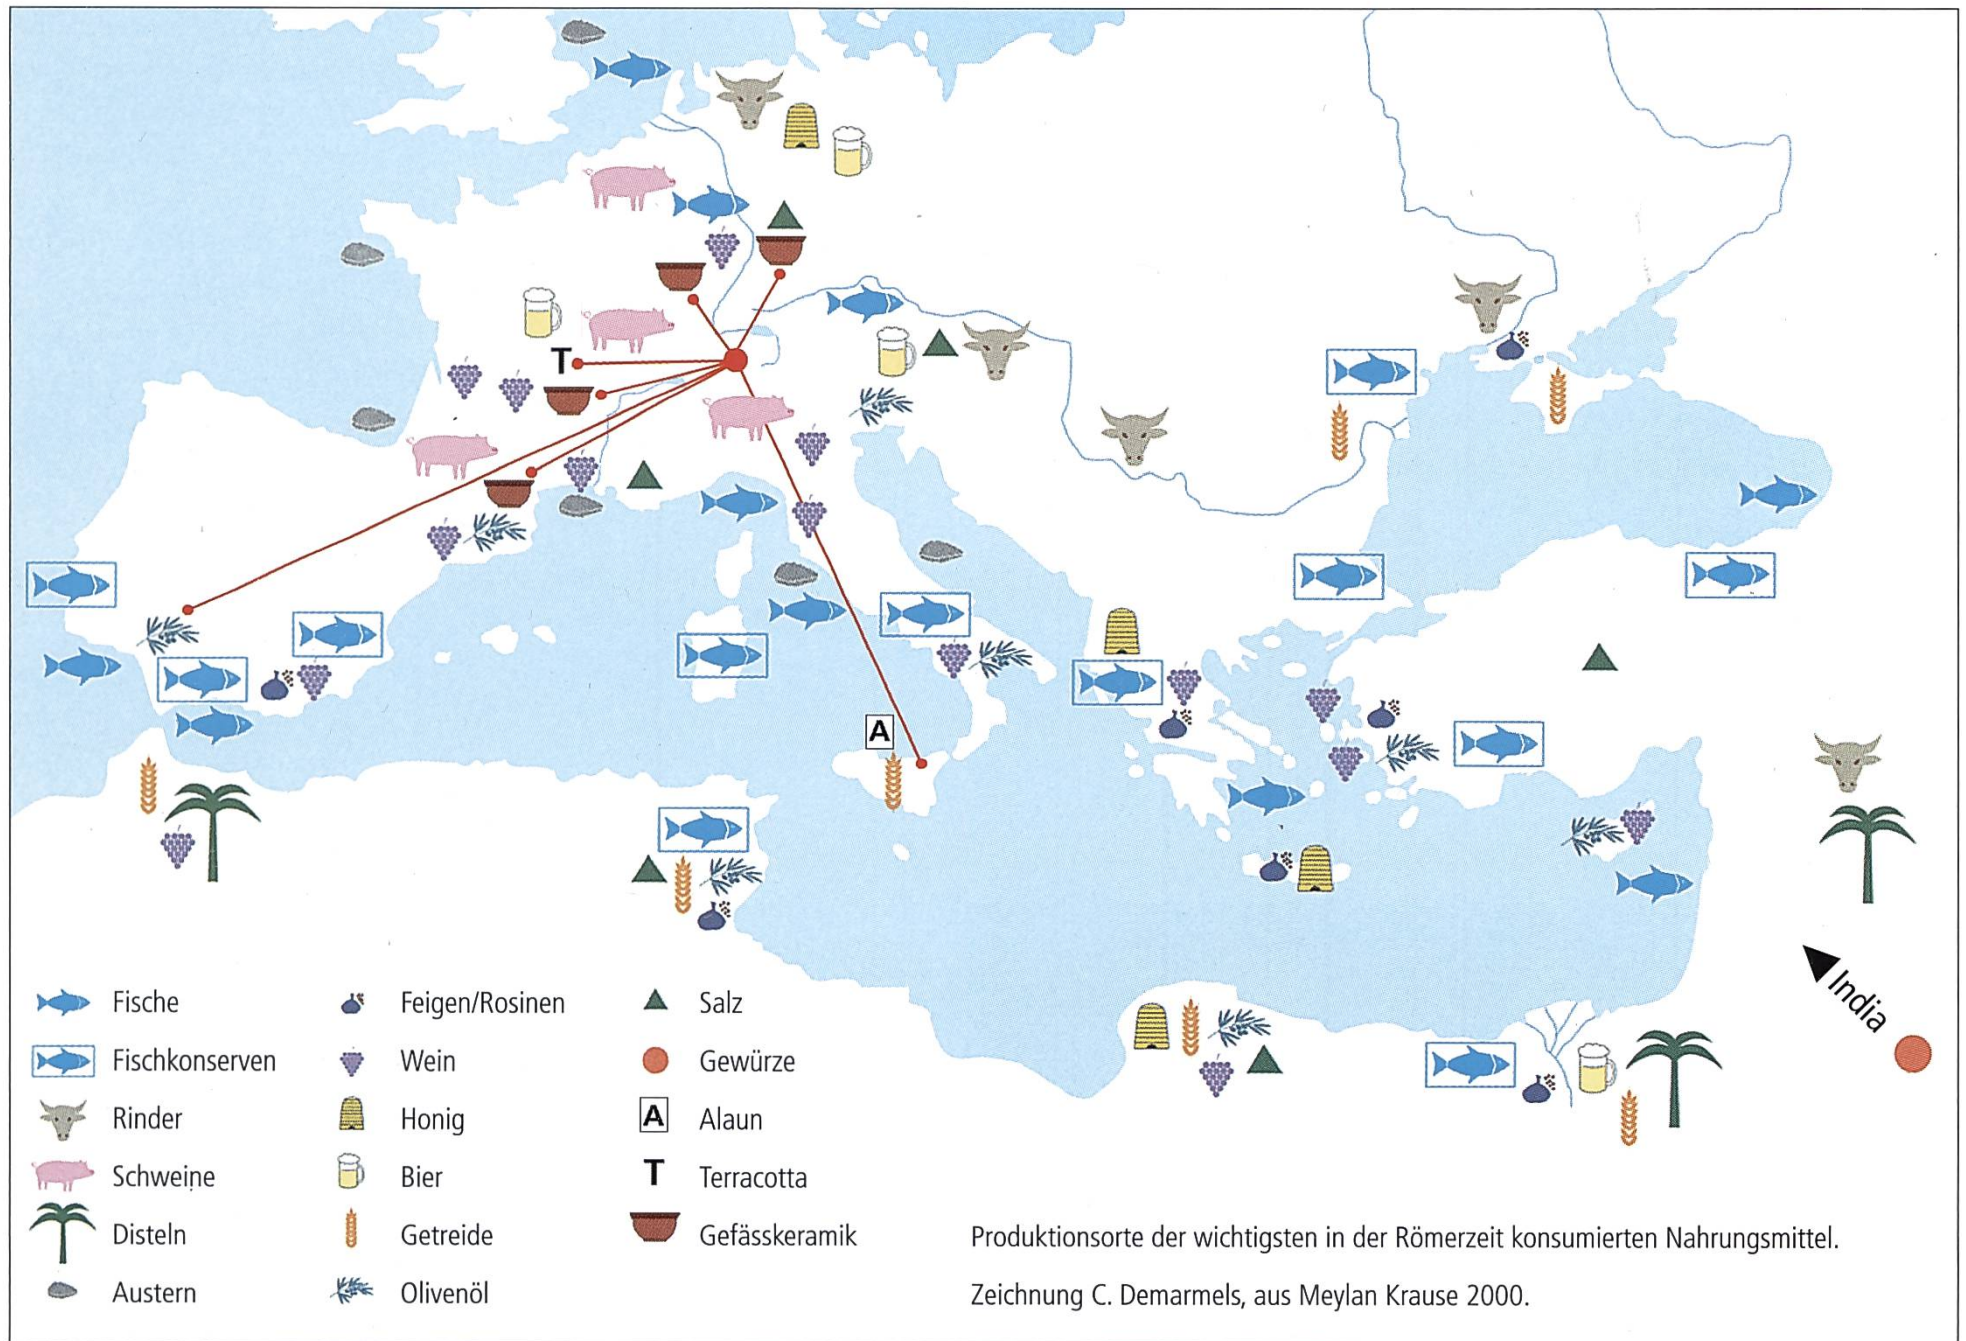 T
A
India
Fische
Fischkonserven
Rinder
Schweine
Disteln
Austern
Feigen/Rosinen
Wein
Honig
Bier
Getreide
Olivenöl
Salz
Gewürze
A Alaun
T Terracotta
Gefässkeramik
Produktionsorte der wichtigsten in der Römerzeit konsumierten Nahrungsmittel.
Zeichnung C. Demarmels, aus Meylan Krause 2000.